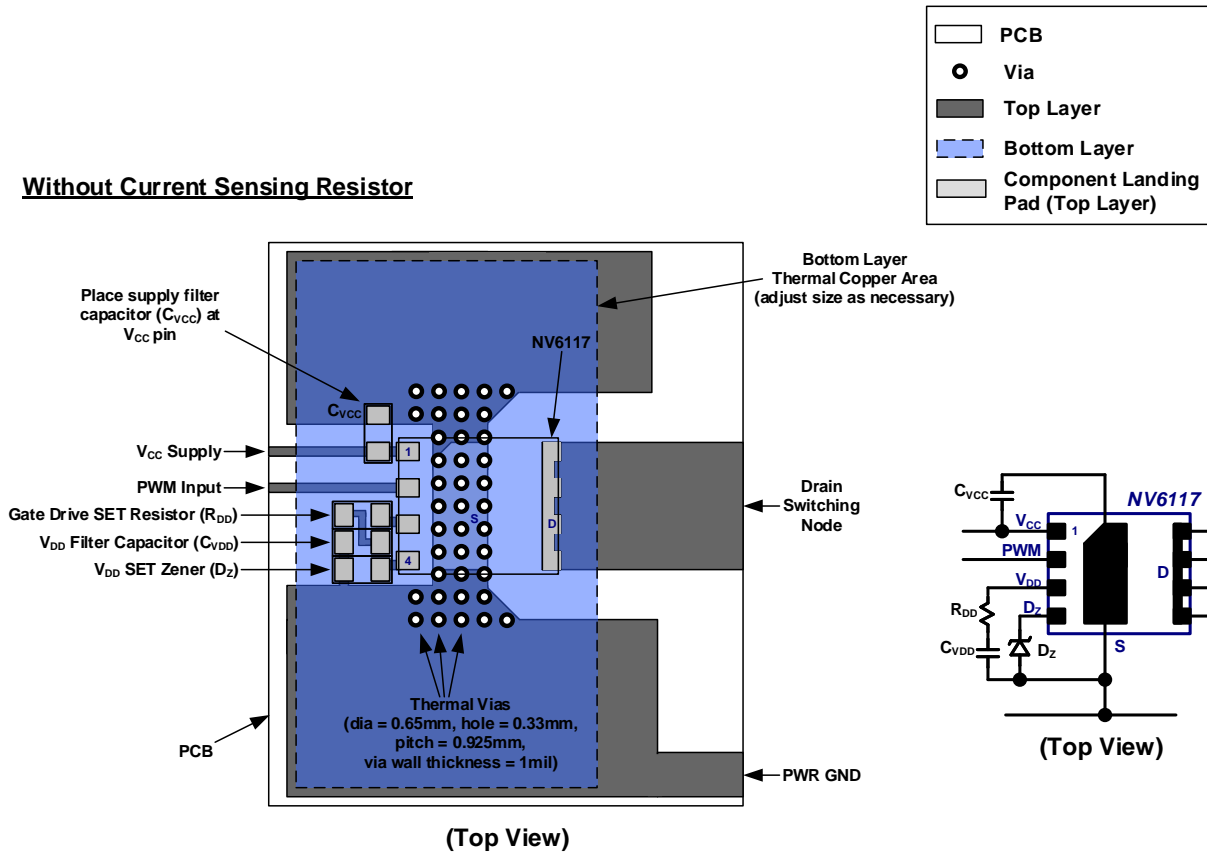 PCB
Via
Top Layer
Bottom Layer
Component Landing
Pad (Top Layer)
Without Current Sensing Resistor
Place supply filter
capacitor (CVCC) at
VCC pin
Bottom Layer
Thermal Copper Area
(adjust size as necessary)
NV6117
CVCC
VCC Supply
1
PWM Input
Gate Drive SET Resistor (RDD)
S
D
VDD Filter Capacitor (CVDD)
VDD SET Zener (DZ)
4
Drain
Switching
Node
Thermal Vias
(dia = 0.65mm, hole = 0.33mm,
pitch = 0.925mm,
via wall thickness = 1mil)
PCB
PWR GND
(Top View)
CVCC
NV6117
VCC
1
PWM
VDD
D
RDD
DZ
CVDD
DZ
S
(Top View)